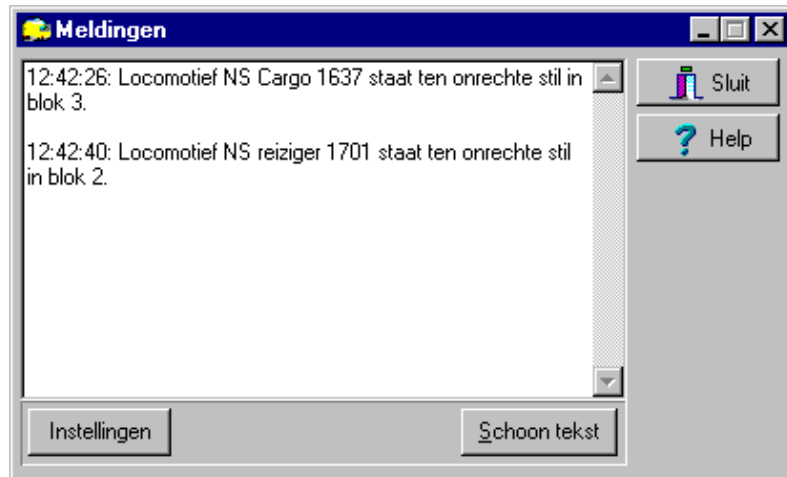 Meldingen
12:42:26: Locomotief NS Cargo 1637 staat ten onrechte stil in
blok 3.
12:42:40: Locomotief NS reiziger 1701 staat ten onrechte stil
in blok 2.
Sluit
Help
Instellingen
Schoon tekst